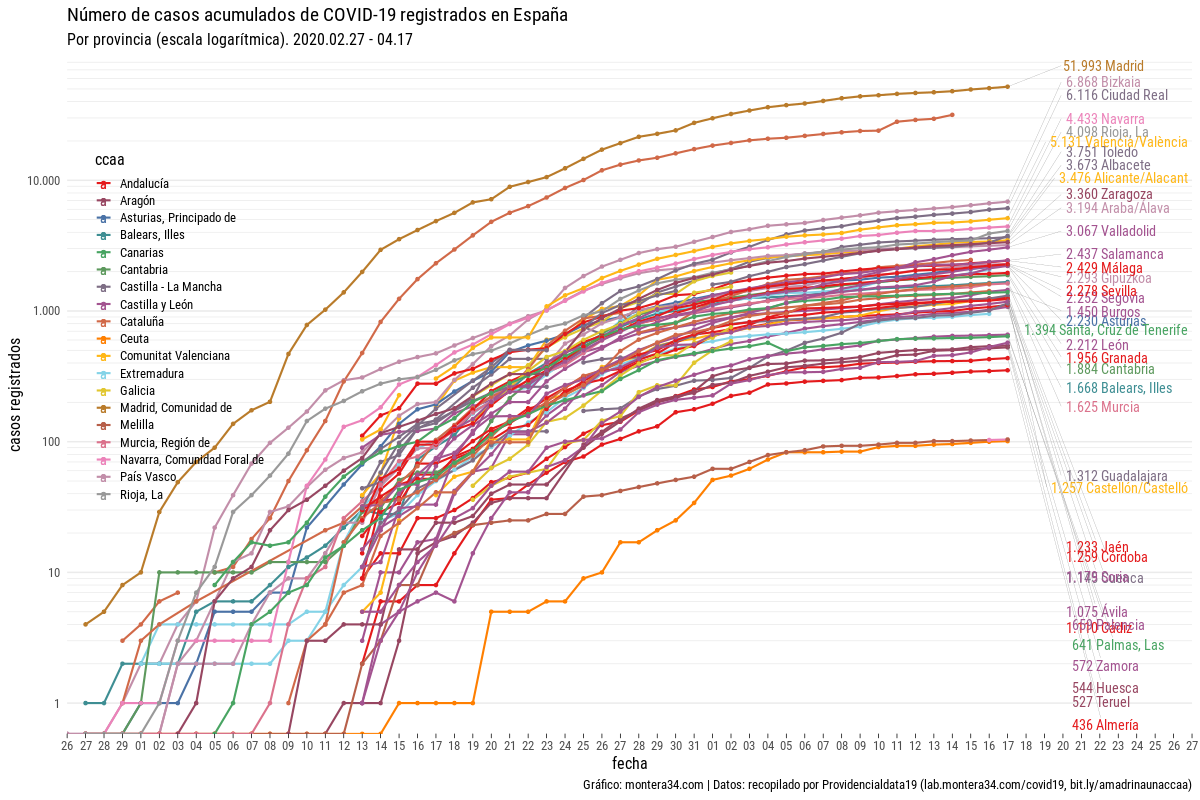 Número de casos acumulados de COVID-19 registrados en España
Por provincia (escala logarítmica). 2020.02.27 - 04.17
51.993 Madrid
6.868 Bizkaia
6.116 Ciudad Real
4.433 Navarra
4.098 Rioja, La
5.131 Valencia/València
3.751 Toledo
3.673 Albacete
3.476 Alicante/Alacant
3.360 Zaragoza
3.194 Araba/Álava
3.067 Valladolid
2.437 Salamanca
2.429 Málaga
2.293 Gipuzkoa
2.278 Sevilla
2.252 Segovia
1.450 Burgos
2.230 Asturias
1.394 Santa, Cruz de Tenerife
2.212 León
1.956 Granada
1.884 Cantabria
1.668 Balears, Illes
1.625 Murcia
1.312 Guadalajara
1.257 Castellón/Castelló
1.233 Jaén
1.259 Córdoba
1.075 Ávila
659 Palencia
1.110 Cádiz
641 Palmas, Las
572 Zamora
544 Huesca
527 Teruel
436 Almería
ccaa
Andalucía
Aragón
Asturias, Principado de
Balears, Illes
Canarias
Cantabria
Castilla - La Mancha
Castilla y León
Cataluña
Ceuta
Comunitat Valenciana
Extremadura
Galicia
Madrid, Comunidad de
Melilla
Murcia, Región de
Navarra, Comunidad Foral de
País Vasco
Rioja, La
casos registrados
10.000
1.000
100
10
1
26 27 28 29 01 02 03 04 05 06 07 08 09 10 11 12 13 14 15 16 17 18 19 20 21 22 23 24 25 26 27 28 29 30 31 01 02 03 04 05 06 07 08 09 10 11 12 13 14 15 16 17 18 19 20 21 22 23 24 25 26 27
fecha
Gráfico: montera34.com | Datos: recopilado por Providencialdata19 (lab.montera34.com/covid19, bit.ly/amadrinaunaccaa)